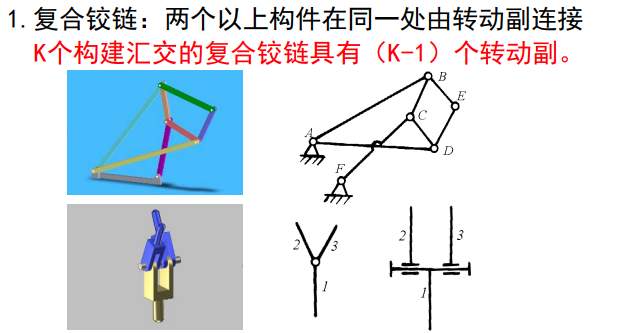 1. 复合铰链：两个以上构件在同一处由转动副连接
K个构建汇交的复合铰链具有（K-1）个转动副。
B
E
C
A
D
F
2
3
1
2
3
1